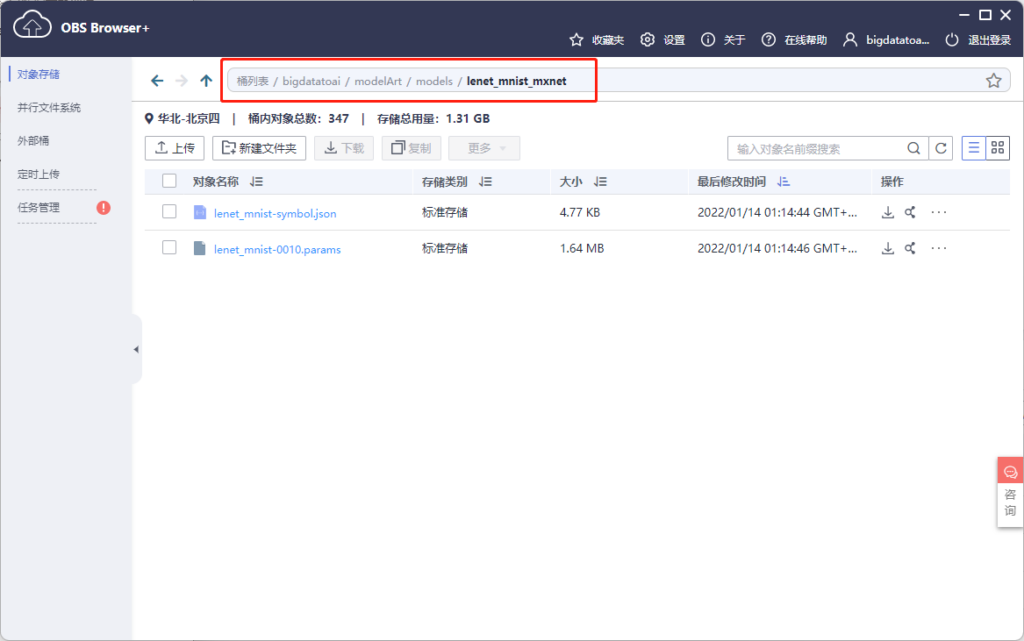 OBS Browser+
收藏夹 设置 关于 在线帮助 bigdatatoa... 退出登录
对象存储
并行文件系统
外部桶
定时上传
任务管理
桶列表 / bigdatatoai / modelArt / models / lenet_mnist_mxnet
华北-北京四 | 桶内对象总数：347 | 存储总用量：1.31 GB
上传 新建文件夹 下载 复制 更多 输入对象名前缀搜索
对象名称 存储类别 大小 最后修改时间 操作
lenet_mnist-symbol.json 标准存储 4.77 KB 2022/01/14 01:14:44 GMT+... ...
lenet_mnist-0010.params 标准存储 1.64 MB 2022/01/14 01:14:46 GMT+... ...
咨
询